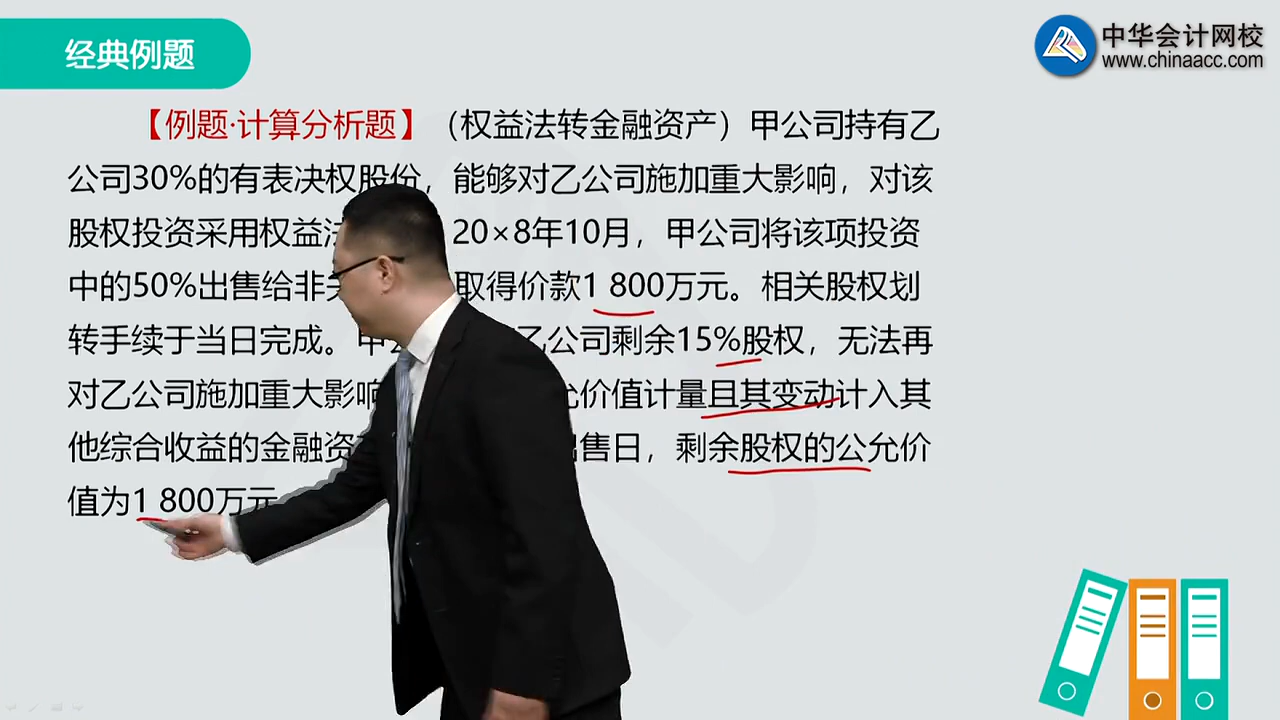 经典例题
中华会计网校
www.chinaacc.com
【例题·计算分析题】（权益法转金融资产）甲公司持有乙
公司30%的有表决权股份，能够对乙公司施加重大影响，对该
股权投资采用权益法 20×8年10月，甲公司将该项投资
中的50%出售给非 取得价款1 800万元。相关股权划
转手续于当日完成。甲 乙公司剩余15%股权，无法再
对乙公司施加重大影响 价值计量且其变动计入其
他综合收益的金融资 售日，剩余股权的公允价
值为1 800万元